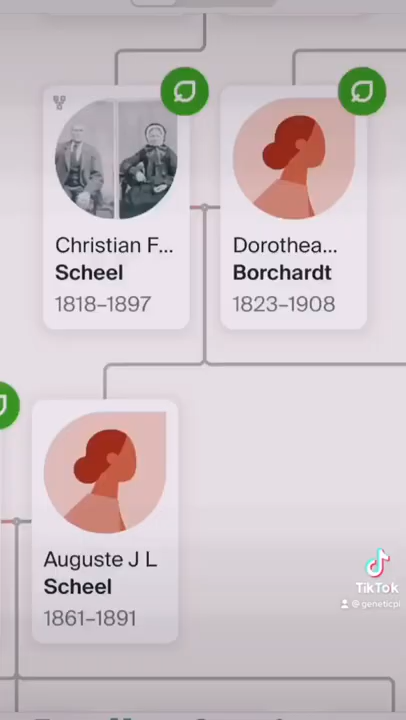 Christian F...
Scheel
1818–1897
Dorothea...
Borchardt
1823–1908
Auguste J L
Scheel
1861–1891
TikTok
@geneticpi